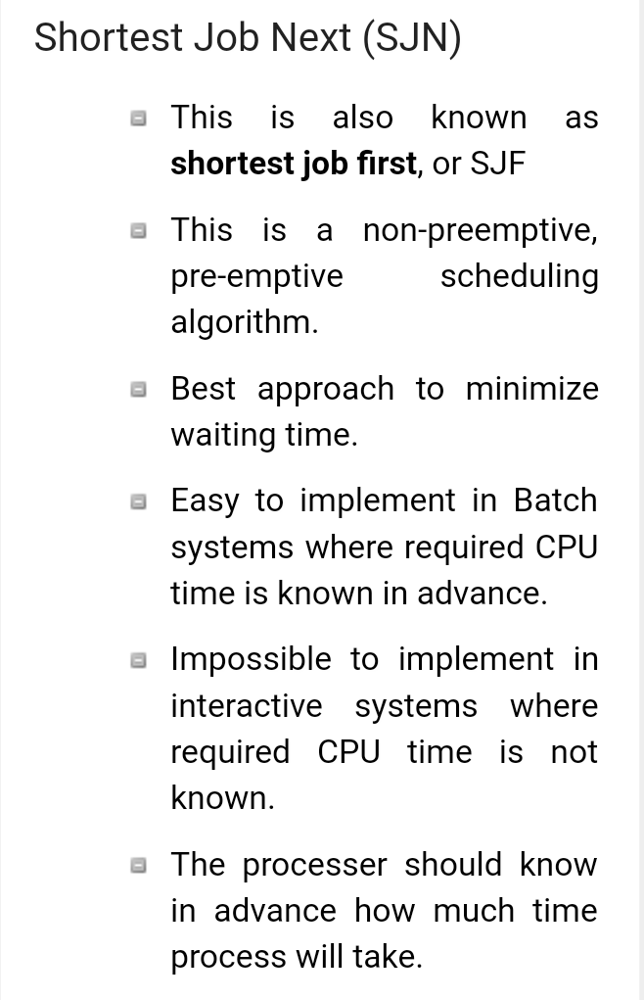 Shortest Job Next (SJN)
This is also known as
shortest job first, or SJF
This is a non-preemptive,
pre-emptive scheduling
algorithm.
Best approach to minimize
waiting time.
Easy to implement in Batch
systems where required CPU
time is known in advance.
Impossible to implement in
interactive systems where
required CPU time is not
known.
The processer should know
in advance how much time
process will take.